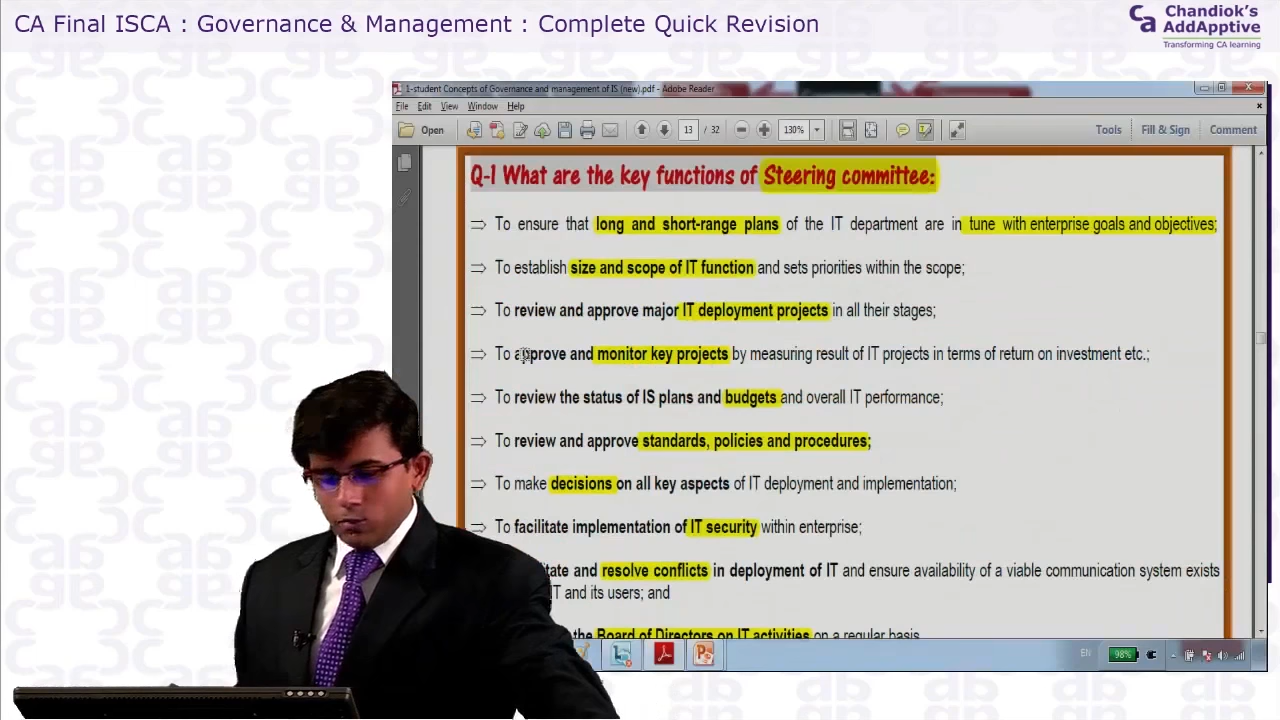 CA Final ISCA : Governance & Management : Complete Quick Revision
Ca
Chandiok's
AddApptive
Transforming CA learning
1-student Concepts of Governance and management of IS (new).pdf - Adobe Reader
File Edit View Window Help
Open 13 / 32 130% Tools Fill & Sign Comment
Q-1 What are the key functions of Steering committee:
⇒ To ensure that long and short-range plans of the IT department are in tune with enterprise goals and objectives;
⇒ To establish size and scope of IT function and sets priorities within the scope;
⇒ To review and approve major IT deployment projects in all their stages;
⇒ To approve and monitor key projects by measuring result of IT projects in terms of return on investment etc.;
⇒ To review the status of IS plans and budgets and overall IT performance;
⇒ To review and approve standards, policies and procedures;
⇒ To make decisions on all key aspects of IT deployment and implementation;
⇒ To facilitate implementation of IT security within enterprise;
and resolve conflicts in deployment of IT and ensure availability of a viable communication system exists
IT and its users; and
the Board of Directors on IT activities on a regular basis
EN 98%